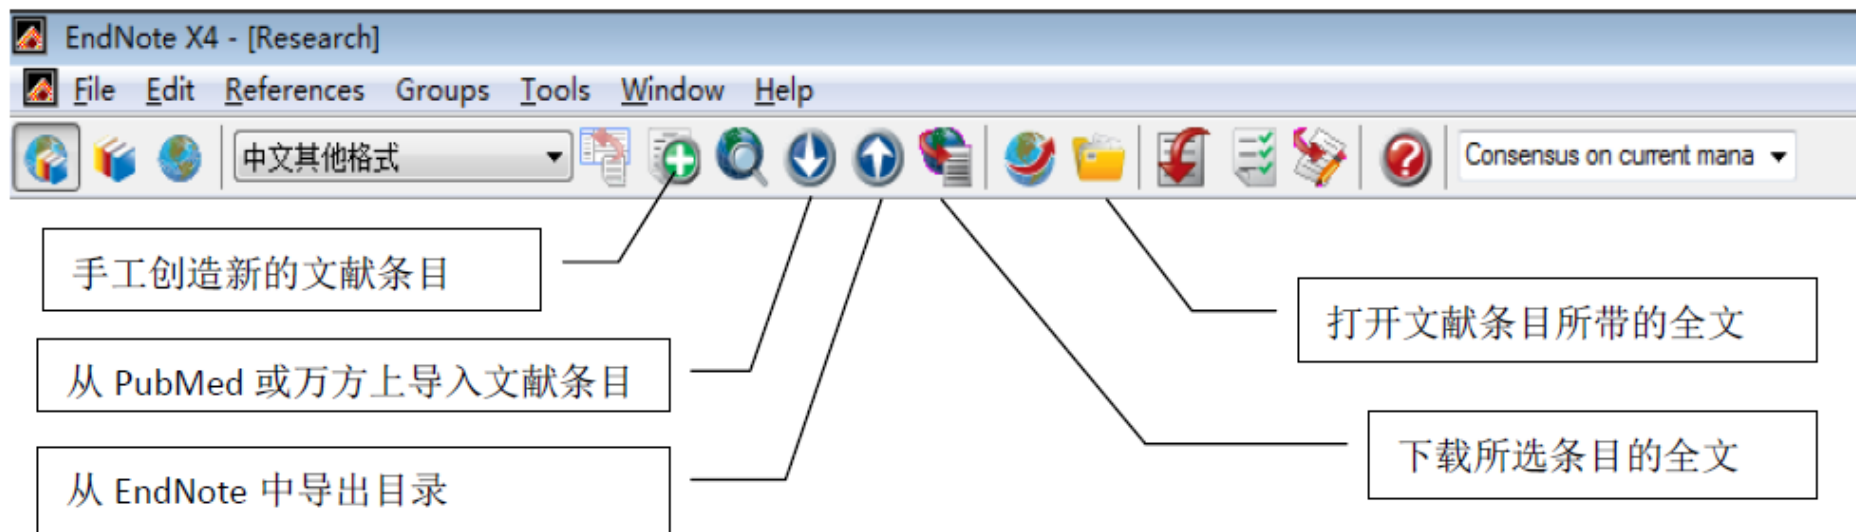 EndNote X4 - [Research]
File Edit References Groups Tools Window Help
中文其他格式
Consensus on current mana
手工创造新的文献条目
打开文献条目所带的全文
从 PubMed 或万方上导入文献条目
下载所选条目的全文
从 EndNote 中导出目录